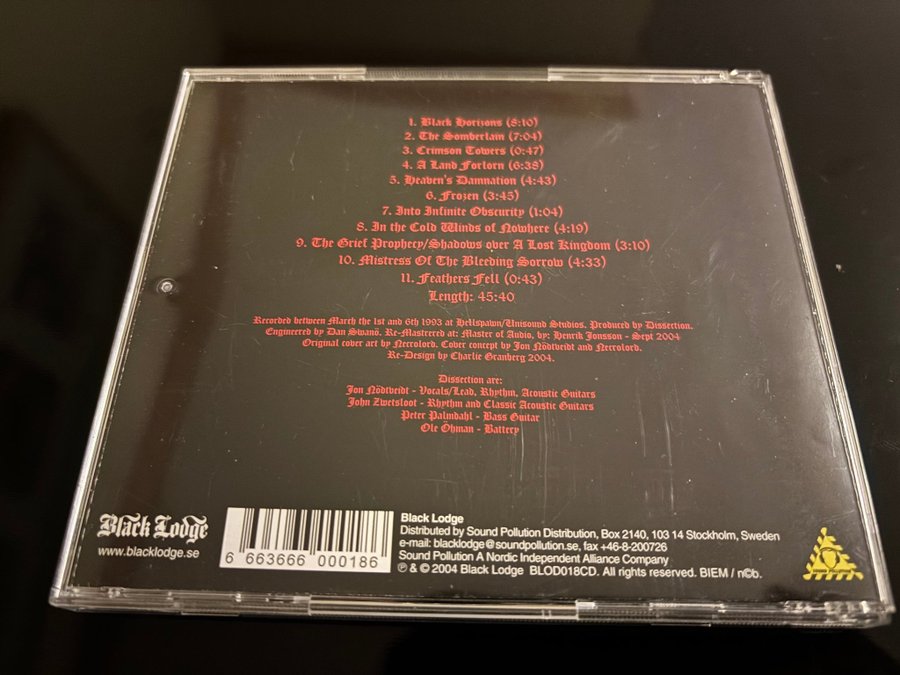 1. Black Horizons (8:10)
2. The Somberlain (7:04)
3. Crimson Towers (0:47)
4. A Land Forlorn (6:38)
5. Heaven's Damnation (4:43)
6. Frozen (3:45)
7. Into Infinite Obscurity (1:04)
8. In the Cold Winds of Nowhere (4:19)
9. The Grief Prophecy/Shadows over A Lost Kingdom (3:10)
10. Mistress Of The Bleeding Sorrow (4:33)
11. Feathers Fell (0:43)
Length: 45:40
Recorded between March the 1st and 6th 1993 at Hellspawn/Unisound Studios. Produced by Dissection.
Engineered by Dan Swanö. Re-Mastrered at: Master of Audio, by: Henrik Jonsson - Sept 2004
Original cover art by Necrolord. Cover concept by Jon Nödtveidt and Necrolord.
Re-Design by Charlie Granberg 2004.
Dissection are:
Jon Nödtveidt - Vocals/Lead, Rhythm, Acoustic Guitars
John Zwetsloot - Rhythm and Classic Acoustic Guitars
Peter Palmdahl - Bass Guitar
Ole Öhman - Battery
Black Lodge
www.blacklodge.se
6 663666 000186
Black Lodge
Distributed by Sound Pollution Distribution, Box 2140, 103 14 Stockholm, Sweden
e-mail: blacklodge@soundpollution.se, fax +46-8-200726
Sound Pollution A Nordic Independent Alliance Company
℗ & © 2004 Black Lodge BLOD018CD. All rights reserved. BIEM / n©b.
SOUND POLLUTION